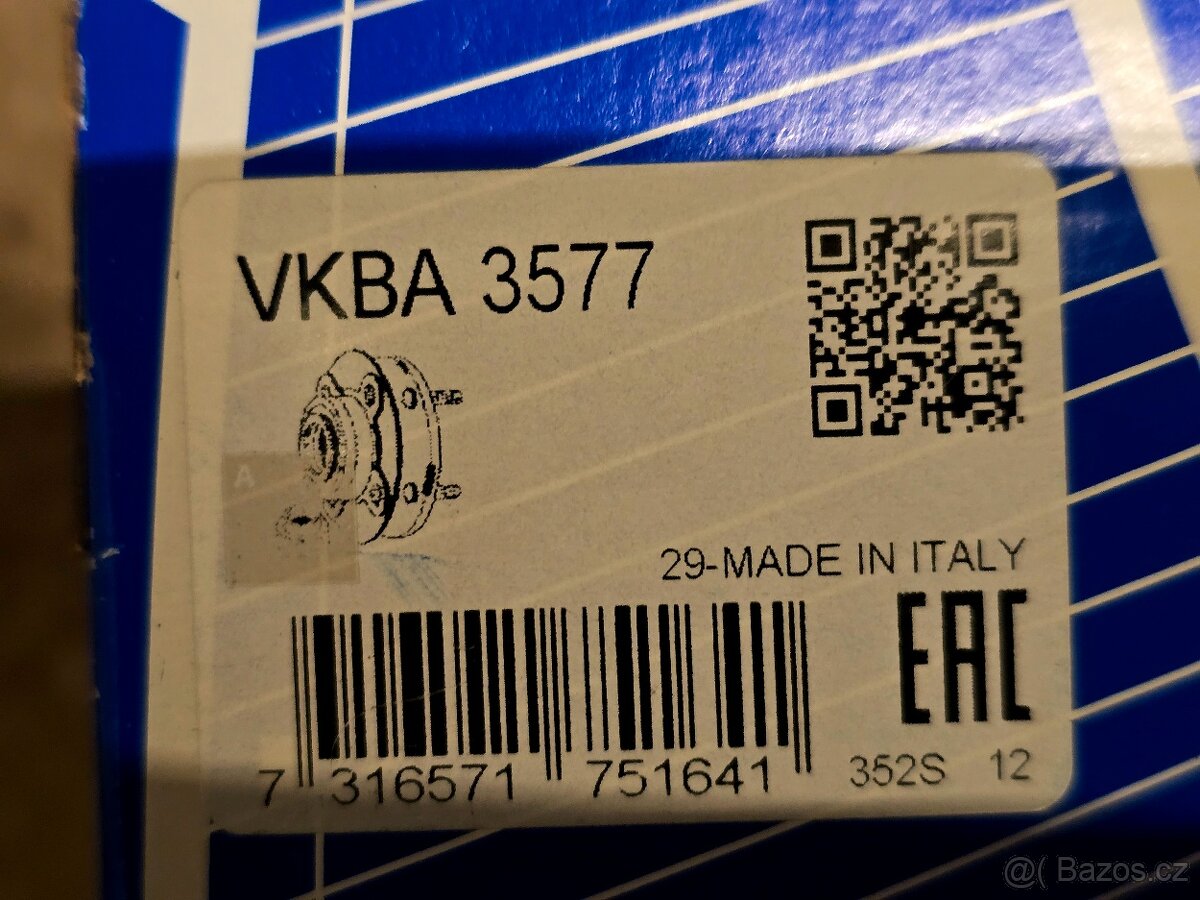 VKBA 3577
A
29-MADE IN ITALY
EAC
7 316571 751641
352S 12
@( Bazos.cz